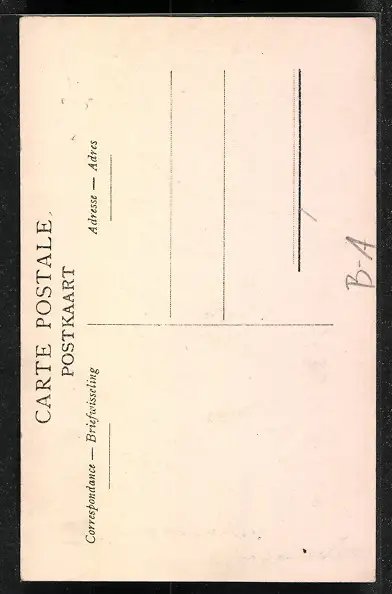 CARTE POSTALE
POSTKAART
Correspondance — Briefwisseling
Adresse — Adres
B-A